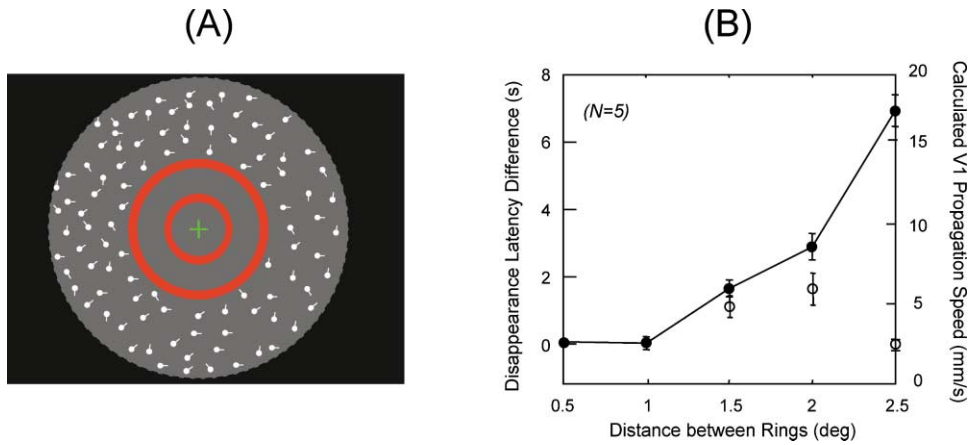 (A)
(B)
Disappearance Latency Difference (s)
8
6
4
2
0
(N=5)
0.5
1
1.5
2
2.5
Distance between Rings (deg)
20
15
10
5
0
Calculated V1 Propagation Speed (mm/s)